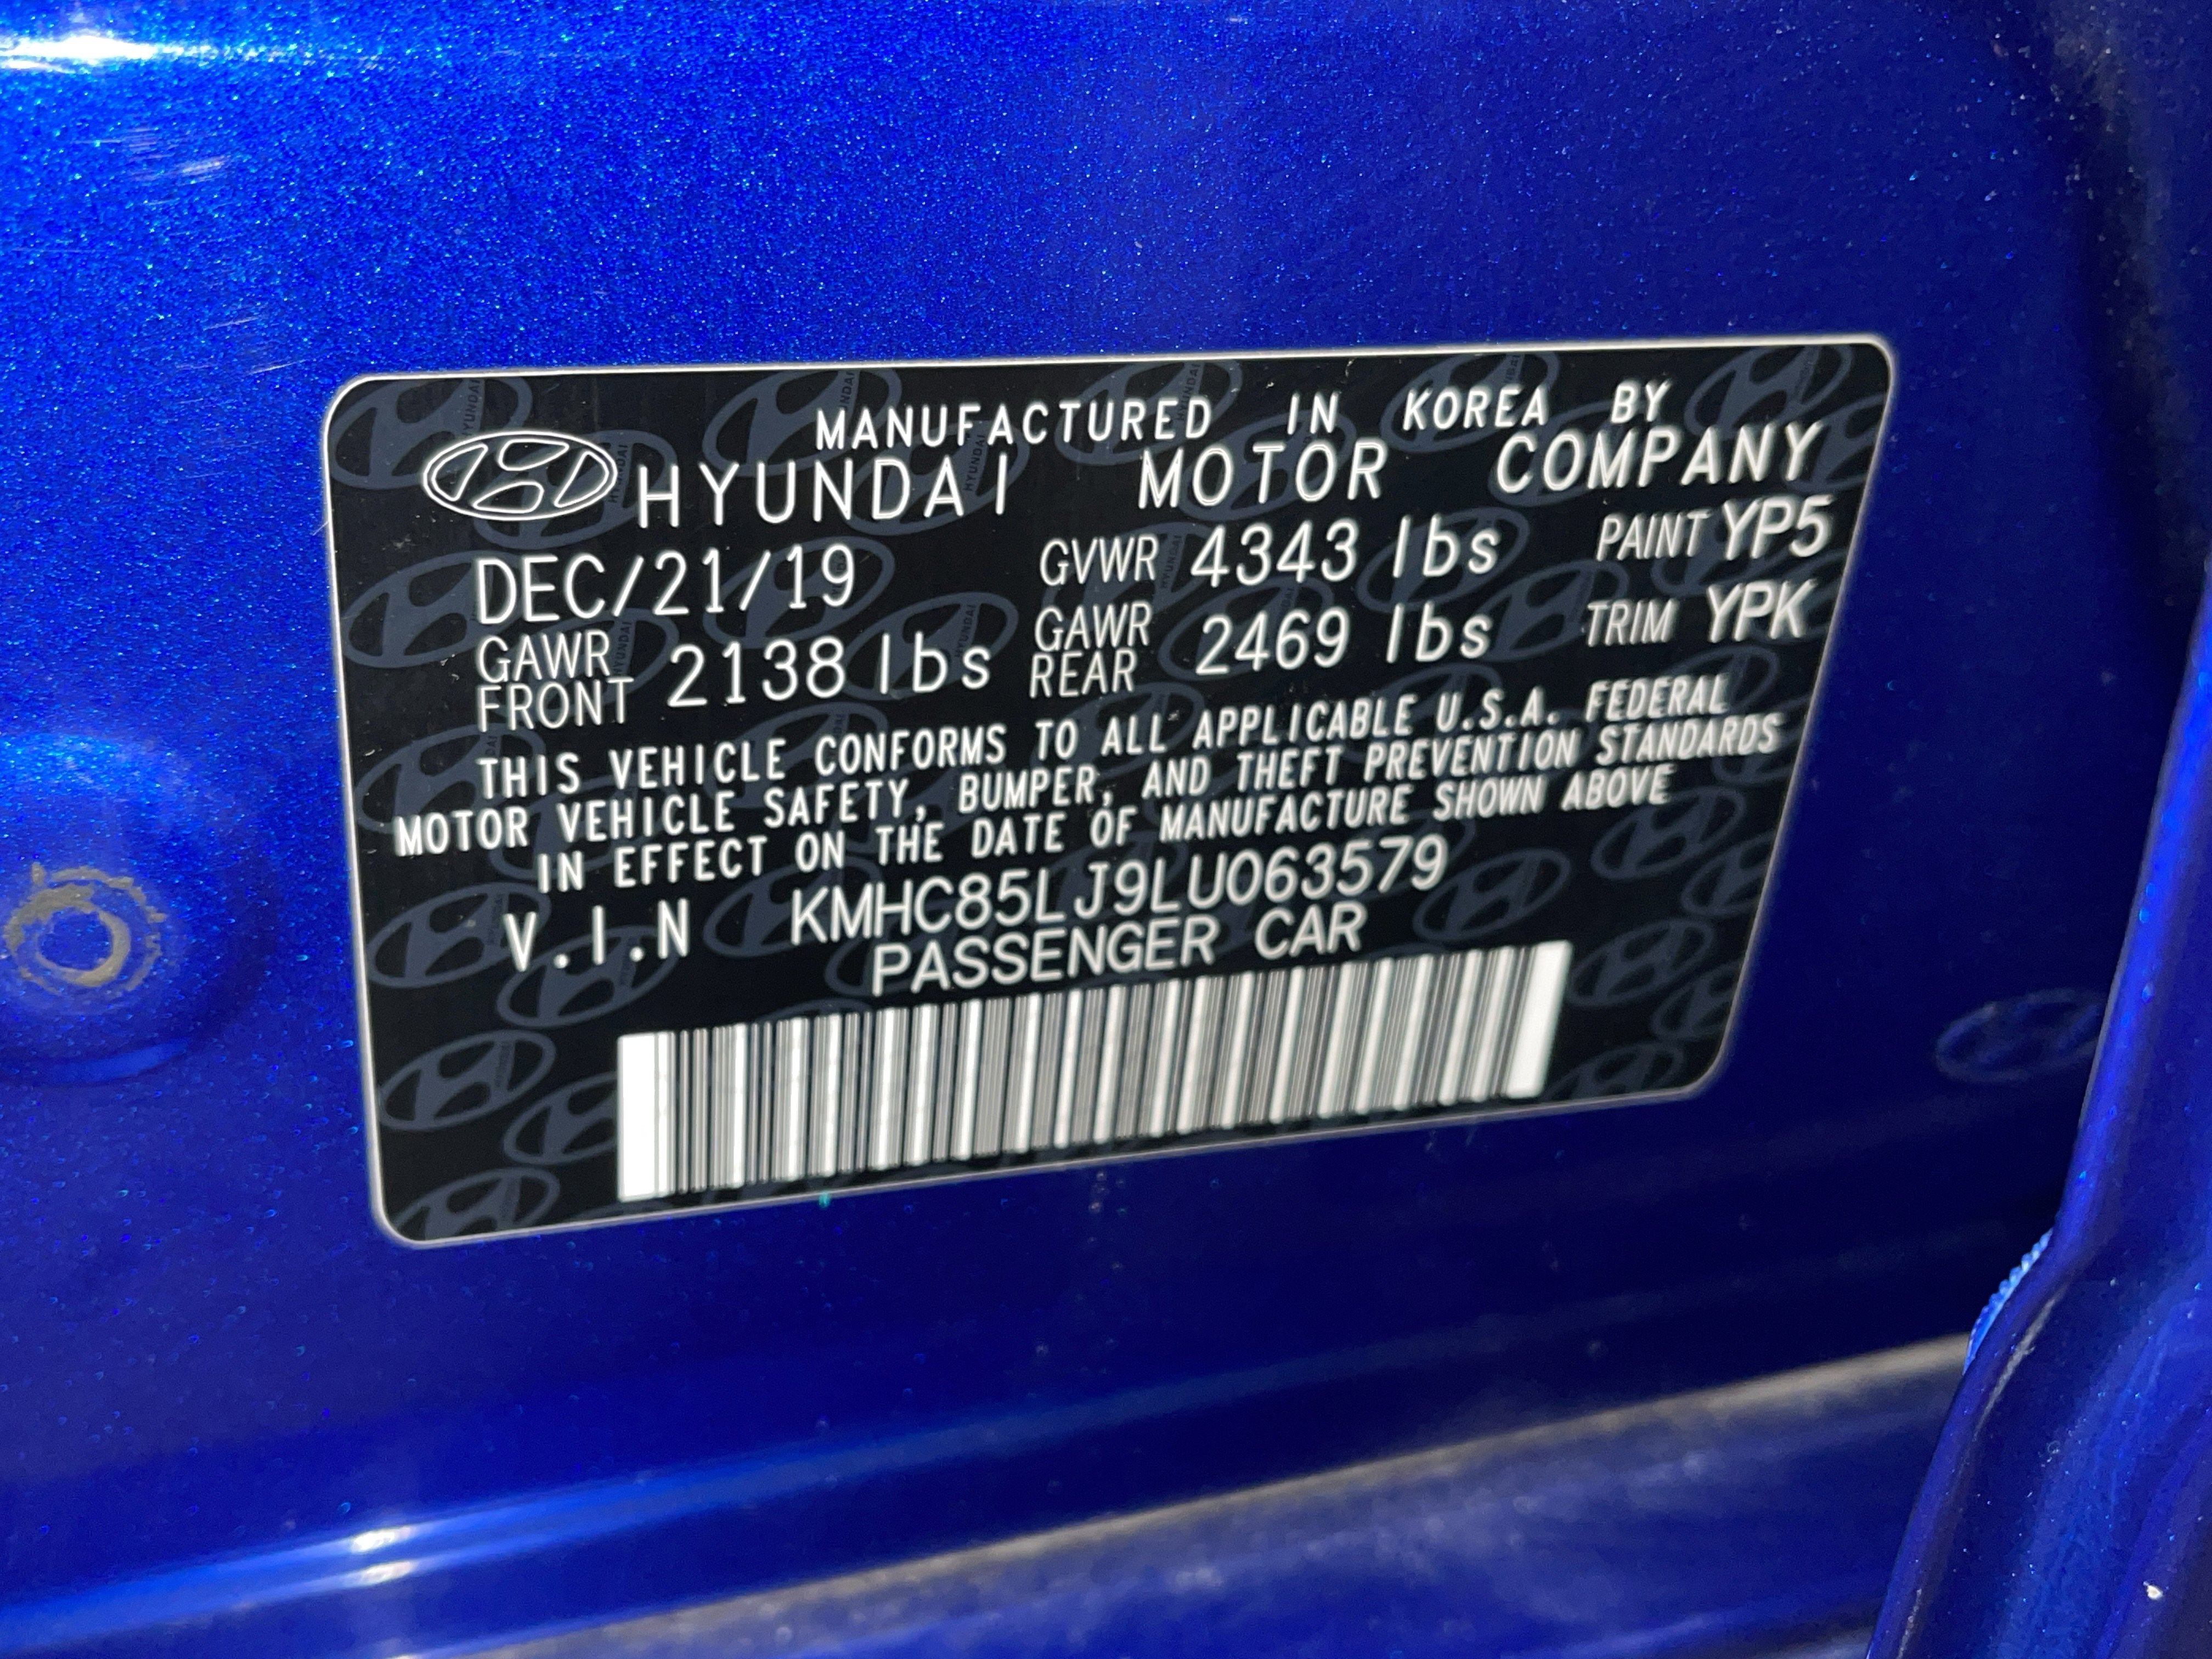 MANUFACTURED IN KOREA BY
HYUNDAI MOTOR COMPANY
DEC/21/19 GVWR 4343 lbs PAINT YP5
GAWR FRONT 2138 lbs GAWR REAR 2469 lbs TRIM YPK
THIS VEHICLE CONFORMS TO ALL APPLICABLE U.S.A. FEDERAL
MOTOR VEHICLE SAFETY, BUMPER, AND THEFT PREVENTION STANDARDS
IN EFFECT ON THE DATE OF MANUFACTURE SHOWN ABOVE
V.I.N KMHC85LJ9LU063579
PASSENGER CAR